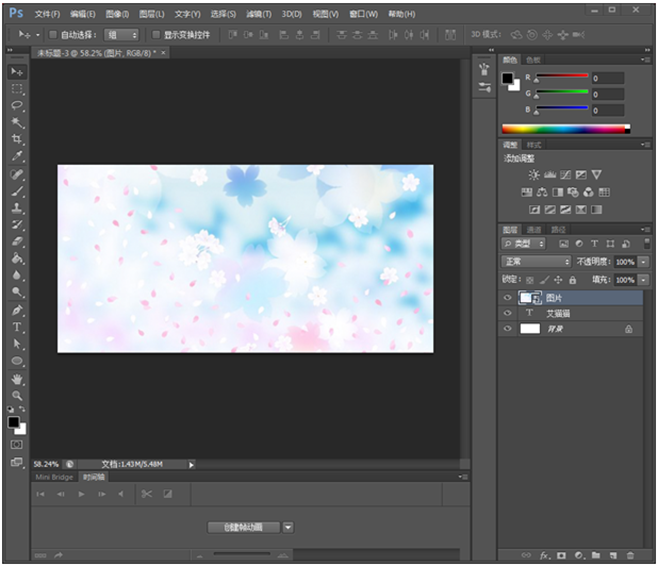 Ps 文件(F) 编辑(E) 图像(I) 图层(L) 文字(Y) 选择(S) 滤镜(T) 3D(D) 视图(V) 窗口(W) 帮助(H)
自动选择: 组 显示变换控件 3D 模式:
未标题-3 @ 58.2% (图片, RGB/8) * ×
颜色 色板
R 0
G 0
B 0
调整 样式
添加调整
图层 通道 路径
类型
正常 不透明度: 100%
锁定: 填充: 100%
图片
T 艾猫猫
背景
58.24% 文档:1.43M/5.48M
Mini Bridge 时间轴
创建帧动画